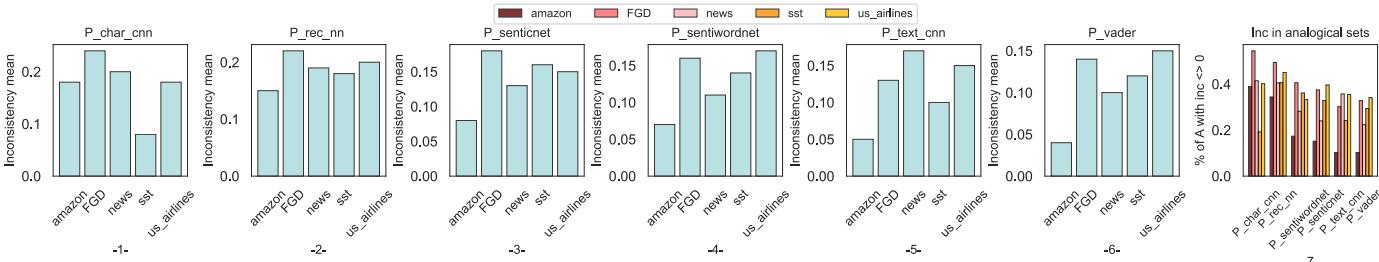 amazon FGD news sst us_airlines
P_char_cnn
Inconsistency mean
0.2
0.1
0.0
amazon
FGD
news
sst
us_airlines
-1-
P_rec_nn
Inconsistency mean
0.2
0.1
0.0
amazon
FGD
news
sst
us_airlines
-2-
P_senticnet
Inconsistency mean
0.15
0.10
0.05
0.00
amazon
FGD
news
sst
us_airlines
-3-
P_sentiwordnet
Inconsistency mean
0.15
0.10
0.05
0.00
amazon
FGD
news
sst
us_airlines
-4-
P_text_cnn
Inconsistency mean
0.15
0.10
0.05
0.00
amazon
FGD
news
sst
us_airlines
-5-
P_vader
Inconsistency mean
0.15
0.10
0.05
0.00
amazon
FGD
news
sst
us_airlines
-6-
Inc in analogical sets
% of A with inc <> 0
0.4
0.2
0.0
P_char_cnn
P_rec_nn
P_sentiwordnet
P_senticnet
P_text_cnn
P_vader